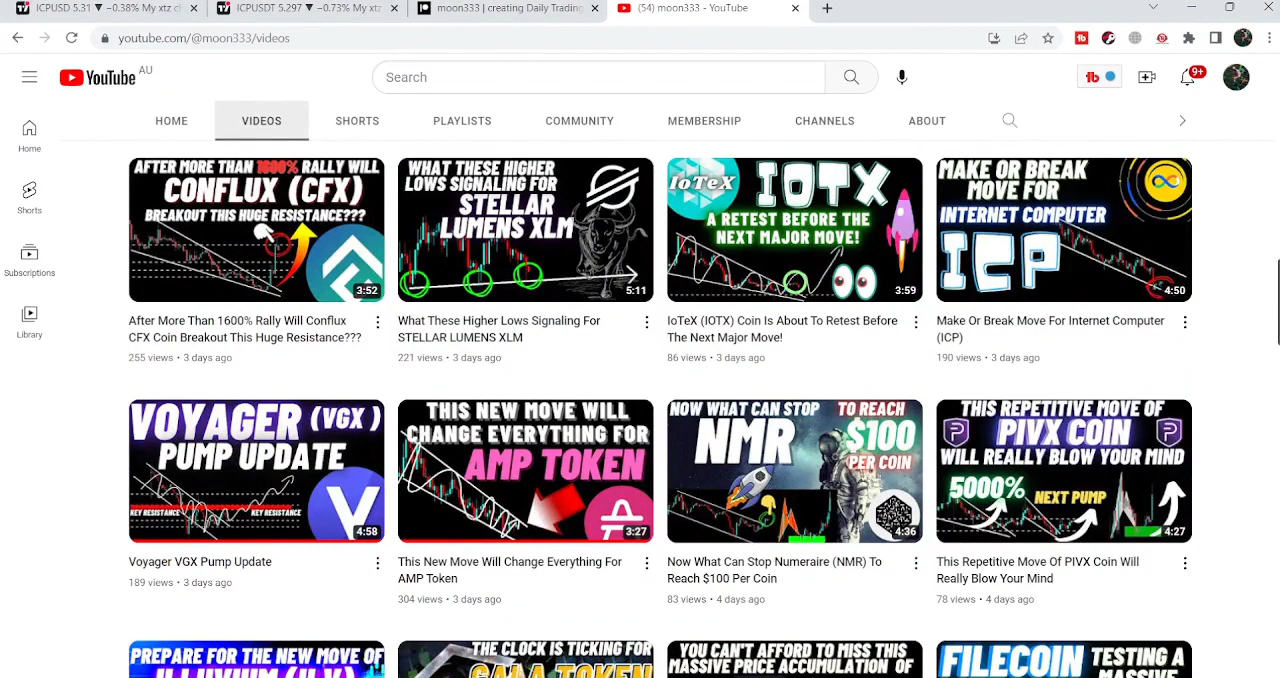 ICPUSD 5.31 ▼ −0.38% My xtz c
ICPUSDT 5.297 ▼ −0.73% My xtz
moon333 | creating Daily Trading
(54) moon333 - YouTube
youtube.com/@moon333/videos
YouTube AU
Search
9+
HOME
VIDEOS
SHORTS
PLAYLISTS
COMMUNITY
MEMBERSHIP
CHANNELS
ABOUT
Home
Shorts
Subscriptions
Library
AFTER MORE THAN 1600% RALLY WILL
CONFLUX (CFX)
BREAKOUT THIS HUGE RESISTANCE???
3:52
WHAT THESE HIGHER
LOWS SIGNALING FOR
STELLAR
LUMENS XLM
5:11
IoTeX
IOTX
A RETEST BEFORE THE
NEXT MAJOR MOVE!
3:59
MAKE OR BREAK
MOVE FOR
INTERNET COMPUTER
ICP
4:50
After More Than 1600% Rally Will Conflux
CFX Coin Breakout This Huge Resistance???
255 views • 3 days ago
What These Higher Lows Signaling For
STELLAR LUMENS XLM
221 views • 3 days ago
IoTeX (IOTX) Coin Is About To Retest Before
The Next Major Move!
86 views • 3 days ago
Make Or Break Move For Internet Computer
(ICP)
190 views • 3 days ago
VOYAGER (VGX )
PUMP UPDATE
KEY RESISTANCE
KEY RESISTANCE
4:58
THIS NEW MOVE WILL
CHANGE EVERYTHING FOR
AMP TOKEN
3:27
NOW WHAT CAN STOP
NMR
TO REACH
$100
PER COIN
4:36
THIS REPETITIVE MOVE OF
PIVX COIN
WILL REALLY BLOW YOUR MIND
5000%
NEXT PUMP
4:27
Voyager VGX Pump Update
189 views • 3 days ago
This New Move Will Change Everything For
AMP Token
304 views • 3 days ago
Now What Can Stop Numeraire (NMR) To
Reach $100 Per Coin
83 views • 4 days ago
This Repetitive Move Of PIVX Coin Will
Really Blow Your Mind
78 views • 4 days ago
PREPARE FOR THE NEW MOVE OF
THE CLOCK IS TICKING FOR
GALA TOKEN
YOU CAN'T AFFORD TO MISS THIS
MASSIVE PRICE ACCUMULATION OF
FILECOIN TESTING A
MASSIVE